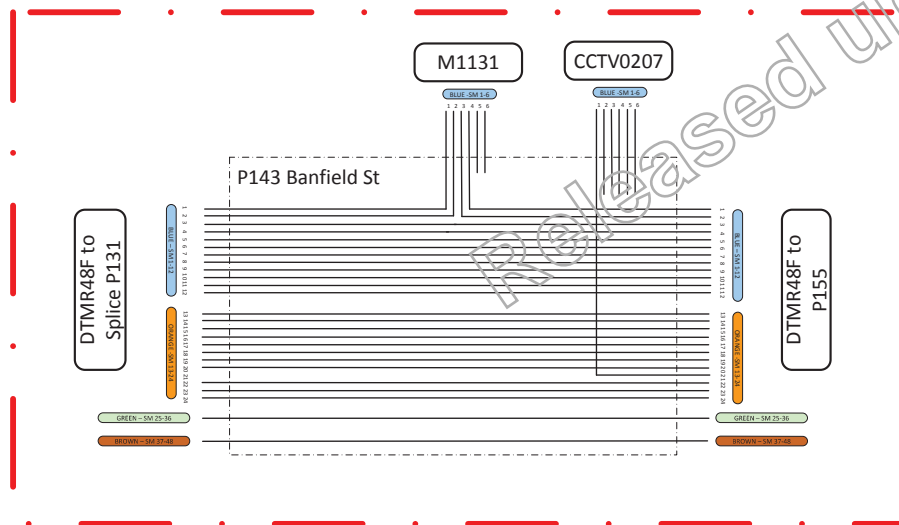 M1131
CCTV0207
BLUE -SM 1-6
BLUE -SM 1-6
1 2 3 4 5 6
1 2 3 4 5 6
Released u
P143 Banfield St
DTMR48F to
Splice P131
BLUE – SM 1-12
1
2
3
4
5
6
7
8
9
10
11
12
ORANGE -SM 13-24
13
14
15
16
17
18
19
20
21
22
23
24
GREEN – SM 25-36
BROWN – SM 37-48
1
2
3
4
5
6
7
8
9
10
11
12
BLUE – SM 1-12
13
14
15
16
17
18
19
20
21
22
23
24
ORANGE -SM 13-24
DTMR48F to
P155
GREEN – SM 25-36
BROWN – SM 37-48